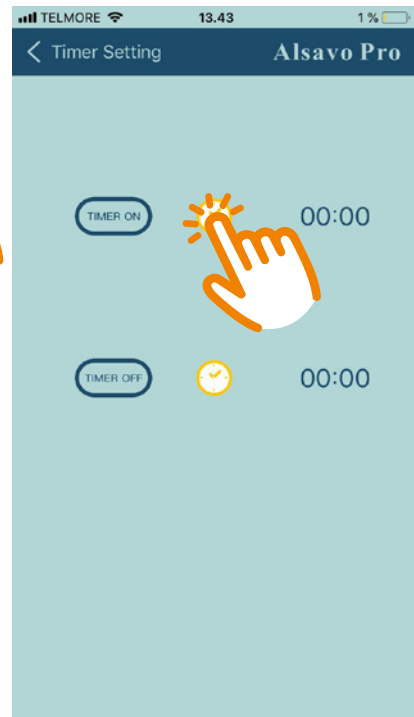 TELMORE 13.43 1 %
Timer Setting Alsavo Pro
TIMER ON 00:00
TIMER OFF 00:00